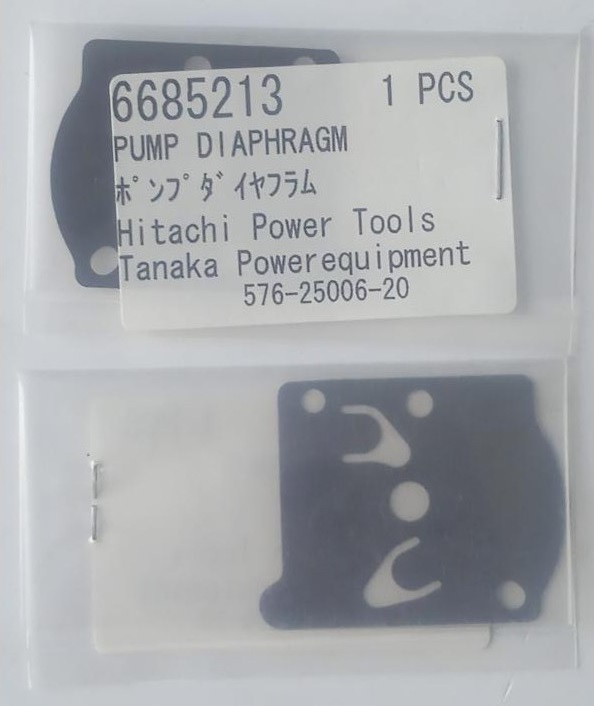 6685213 1 PCS
PUMP DIAPHRAGM
ﾎﾟﾝﾌﾟﾀﾞｲﾔﾌﾗﾑ
Hitachi Power Tools
Tanaka Powerequipment
576-25006-20